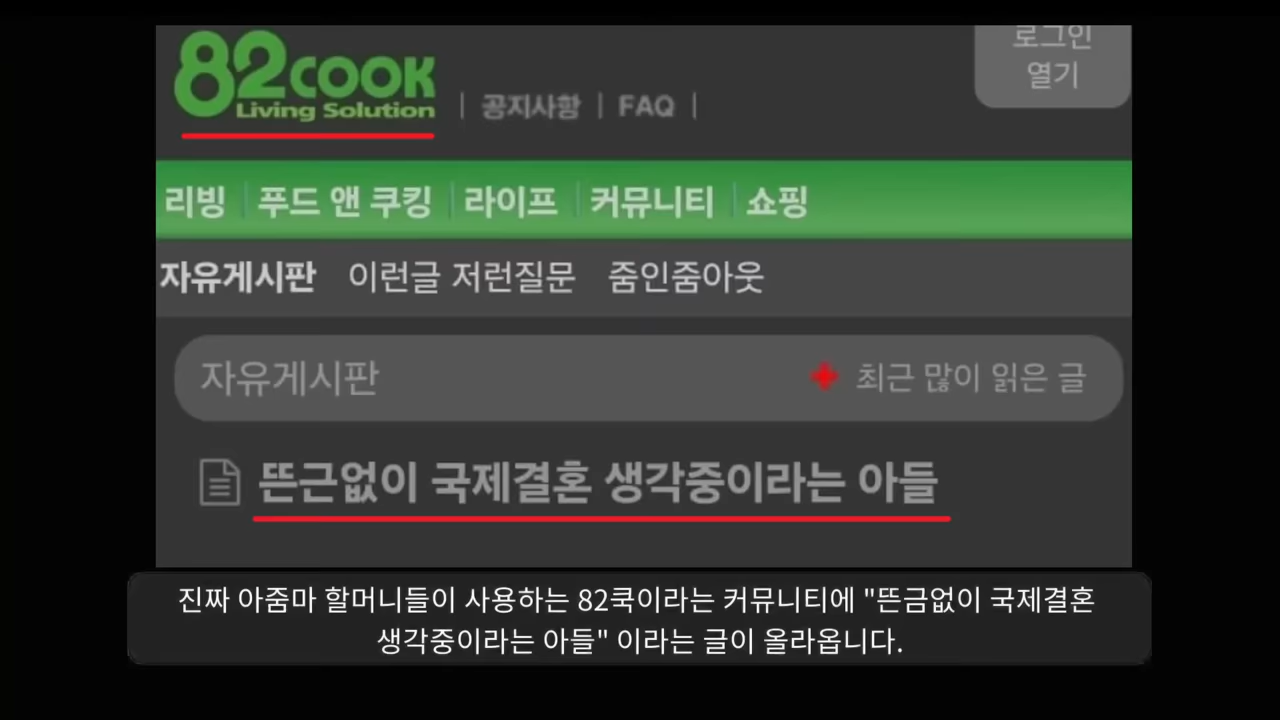 82COOK
Living Solution
| 공지사항 | FAQ |
로그인
열기
리빙 | 푸드 앤 쿠킹 | 라이프 | 커뮤니티 | 쇼핑
자유게시판 이런글 저런질문 줌인줌아웃
자유게시판 최근 많이 읽은 글
뜬근없이 국제결혼 생각중이라는 아들
진짜 아줌마 할머니들이 사용하는 82쿡이라는 커뮤니티에 "뜬금없이 국제결혼
생각중이라는 아들" 이라는 글이 올라옵니다.